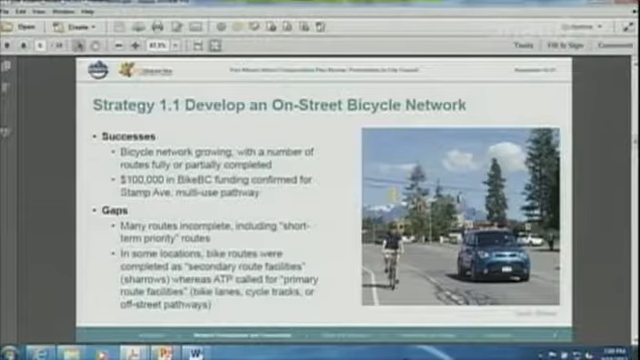 Strategy 1.1 Develop an On-Street Bicycle Network
• Successes
• Bicycle network growing, with a number of
routes fully or partially completed
• $100,000 in BikeBC funding confirmed for
Stamp Ave. multi-use pathway
• Gaps
• Many routes incomplete, including "short-
term priority" routes
• In some locations, bike routes were
completed as "secondary route facilities"
(sharrows) whereas ATP called for "primary
route facilities" (bike lanes, cycle tracks, or
off-street pathways)
Tools
Fill & Sign
Comment